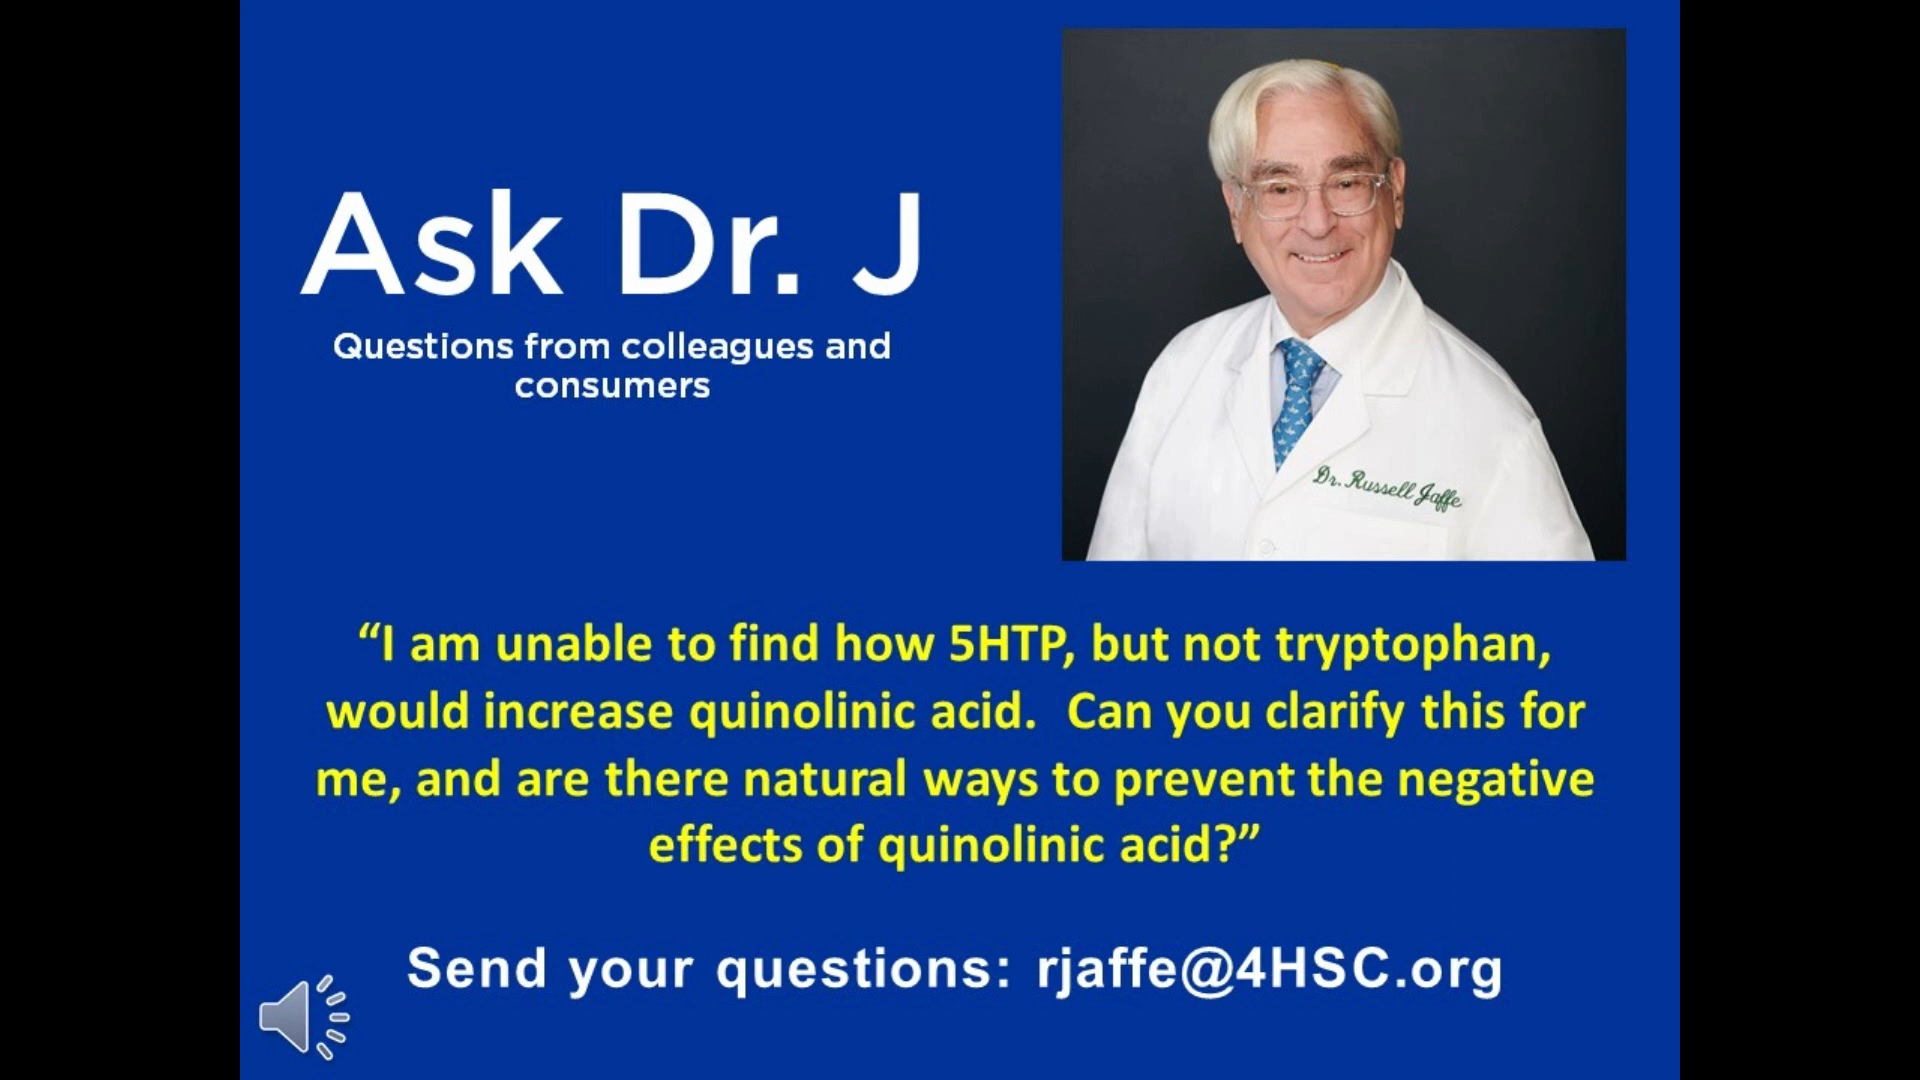 Ask Dr. J
Questions from colleagues and
consumers
Dr. Russell Jaffe
“I am unable to find how 5HTP, but not tryptophan,
would increase quinolinic acid.  Can you clarify this for
me, and are there natural ways to prevent the negative
effects of quinolinic acid?”
Send your questions: rjaffe@4HSC.org